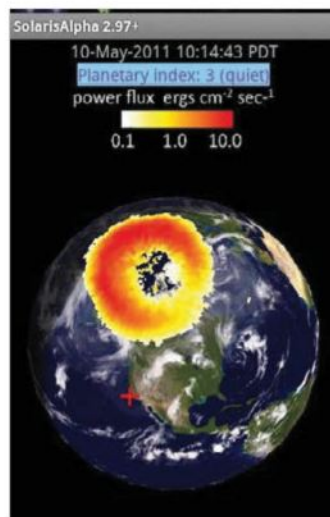 SolarisAlpha 2.97+
10-May-2011 10:14:43 PDT
Planetary index: 3 (quiet)
power flux ergs cm⁻² sec-¹
0.1 1.0 10.0